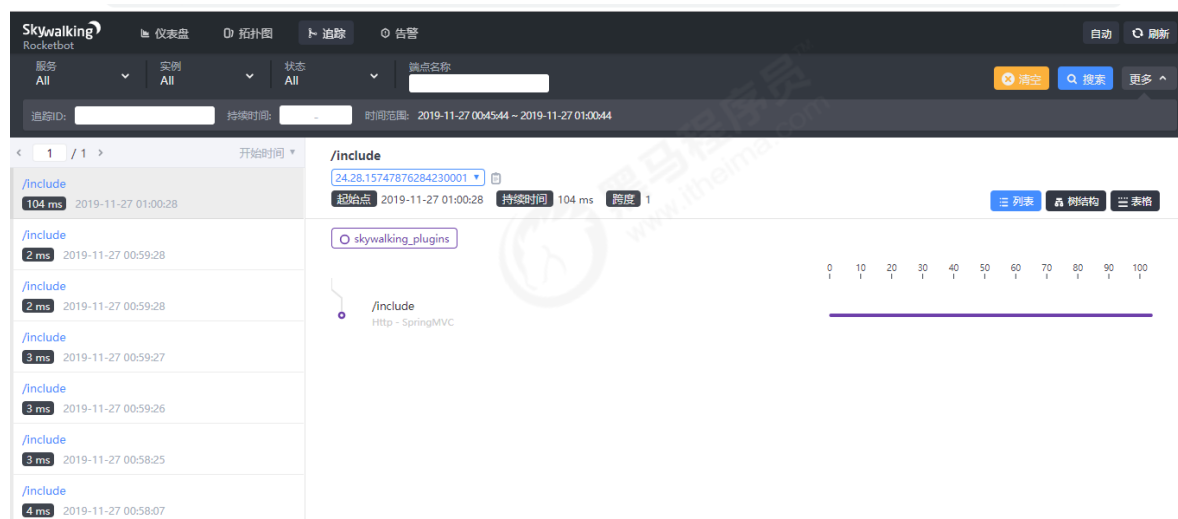 Skywalking
Rocketbot
仪表盘
拓扑图
追踪
告警
自动
刷新
服务
All
实例
All
状态
All
端点名称
清空
搜索
更多
追踪ID:
持续时间:
-
时间范围: 2019-11-27 00:45:44 ~ 2019-11-27 01:00:44
1 / 1
开始时间
/include
104 ms 2019-11-27 01:00:28
/include
2 ms 2019-11-27 00:59:28
/include
2 ms 2019-11-27 00:59:28
/include
3 ms 2019-11-27 00:59:27
/include
3 ms 2019-11-27 00:59:26
/include
3 ms 2019-11-27 00:58:25
/include
4 ms 2019-11-27 00:58:07
/include
24.28.15747876284230001
起始点 2019-11-27 01:00:28 持续时间 104 ms 跨度 1
列表
树结构
表格
skywalking_plugins
0 10 20 30 40 50 60 70 80 90 100
/include
Http - SpringMVC
黑马程序员
www.itheima.com